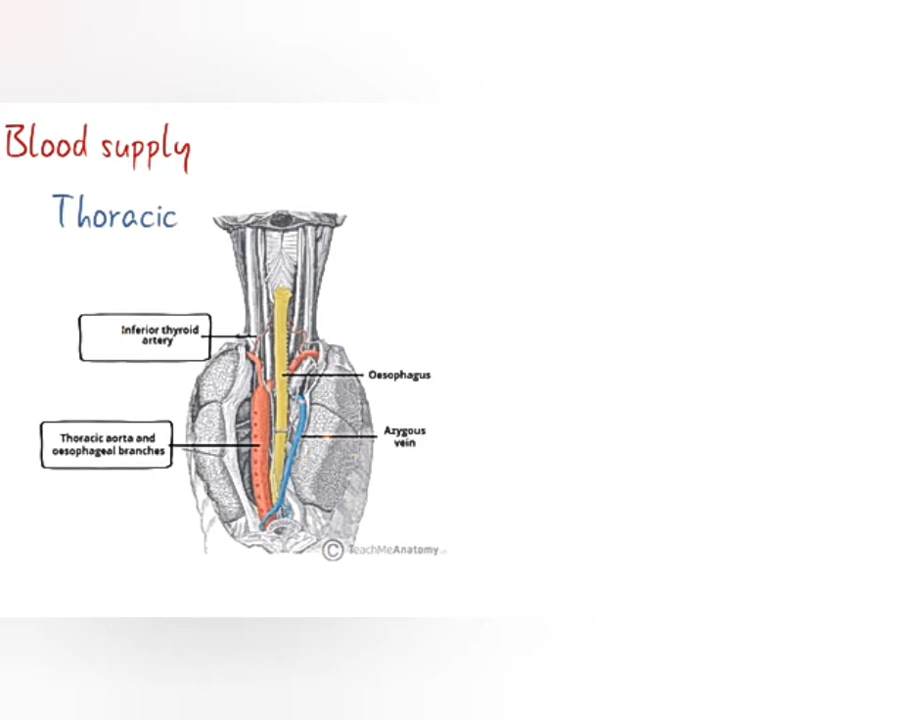 Blood supply
Thoracic
Inferior thyroid
artery
Oesophagus
Thoracic aorta and
oesophageal branches
Azygous
vein
© TeachMeAnatomy